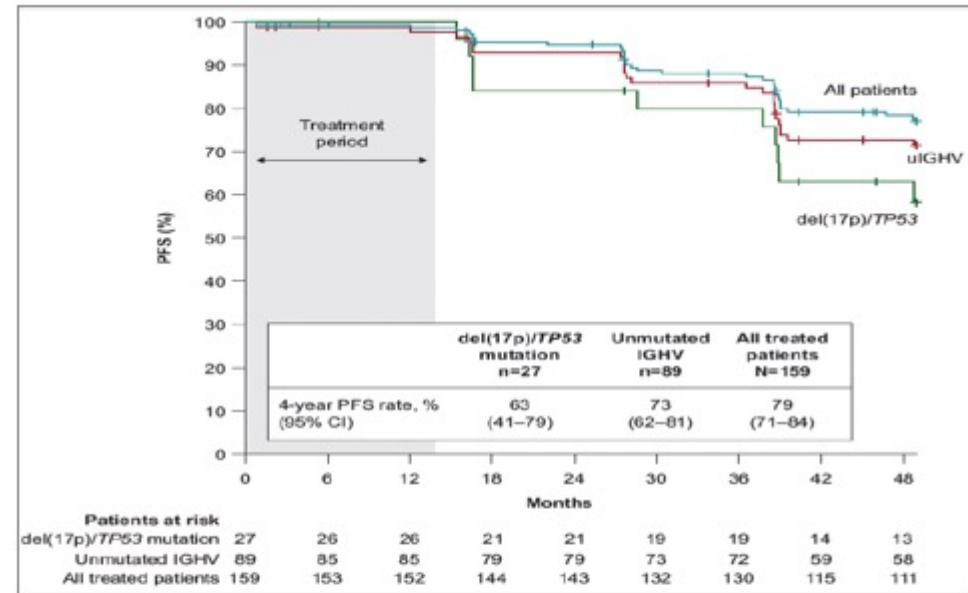 100
90
80
70
60
50
40
30
20
10
0
PFS (%)
Treatment
period
All patients
uIGHV
del(17p)/TP53
del(17p)/TP53 mutation n=27
Unmutated IGHV n=89
All treated patients N=159
4-year PFS rate, % (95% CI)
63 (41–79)
73 (62–81)
79 (71–84)
0 6 12 18 24 30 36 42 48
Months
Patients at risk
del(17p)/TP53 mutation 27 26 26 21 21 19 19 14 13
Unmutated IGHV 89 85 85 79 79 73 72 59 58
All treated patients 159 153 152 144 143 132 130 115 111